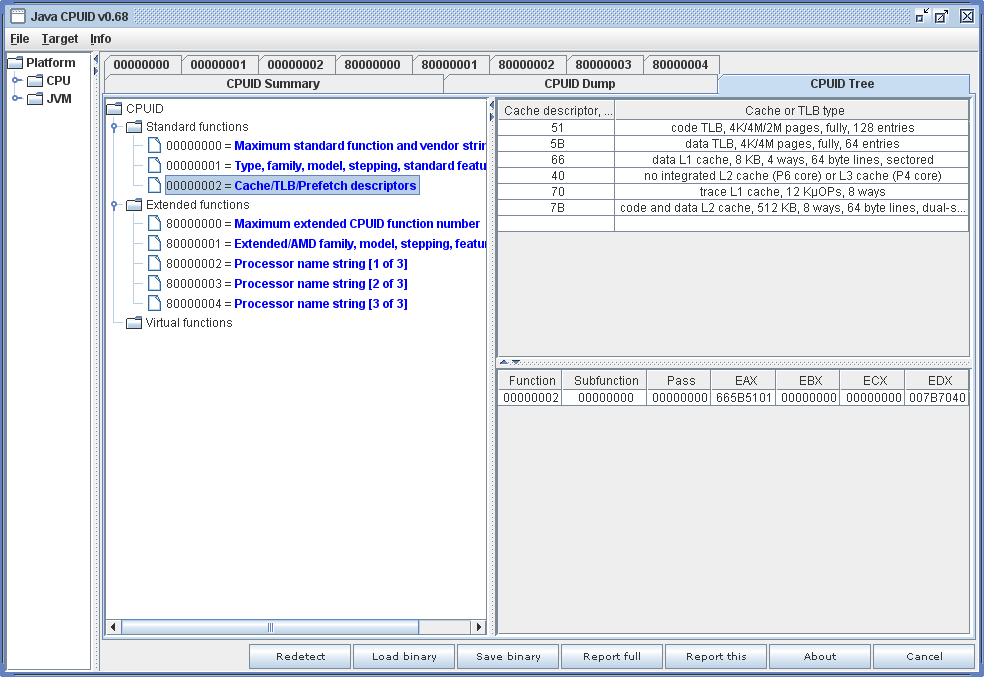 Java CPUID v0.68
File Target Info
Platform
CPU
JVM
00000000 00000001 00000002 80000000 80000001 80000002 80000003 80000004
CPUID Summary CPUID Dump CPUID Tree
CPUID
Standard functions
00000000 = Maximum standard function and vendor strin
00000001 = Type, family, model, stepping, standard featu
00000002 = Cache/TLB/Prefetch descriptors
Extended functions
80000000 = Maximum extended CPUID function number
80000001 = Extended/AMD family, model, stepping, featur
80000002 = Processor name string [1 of 3]
80000003 = Processor name string [2 of 3]
80000004 = Processor name string [3 of 3]
Virtual functions
Cache descriptor, ... Cache or TLB type
51 code TLB, 4K/4M/2M pages, fully, 128 entries
5B data TLB, 4K/4M pages, fully, 64 entries
66 data L1 cache, 8 KB, 4 ways, 64 byte lines, sectored
40 no integrated L2 cache (P6 core) or L3 cache (P4 core)
70 trace L1 cache, 12 KµOPs, 8 ways
7B code and data L2 cache, 512 KB, 8 ways, 64 byte lines, dual-s...
Function Subfunction Pass EAX EBX ECX EDX
00000002 00000000 00000000 665B5101 00000000 00000000 007B7040
Redetect Load binary Save binary Report full Report this About Cancel